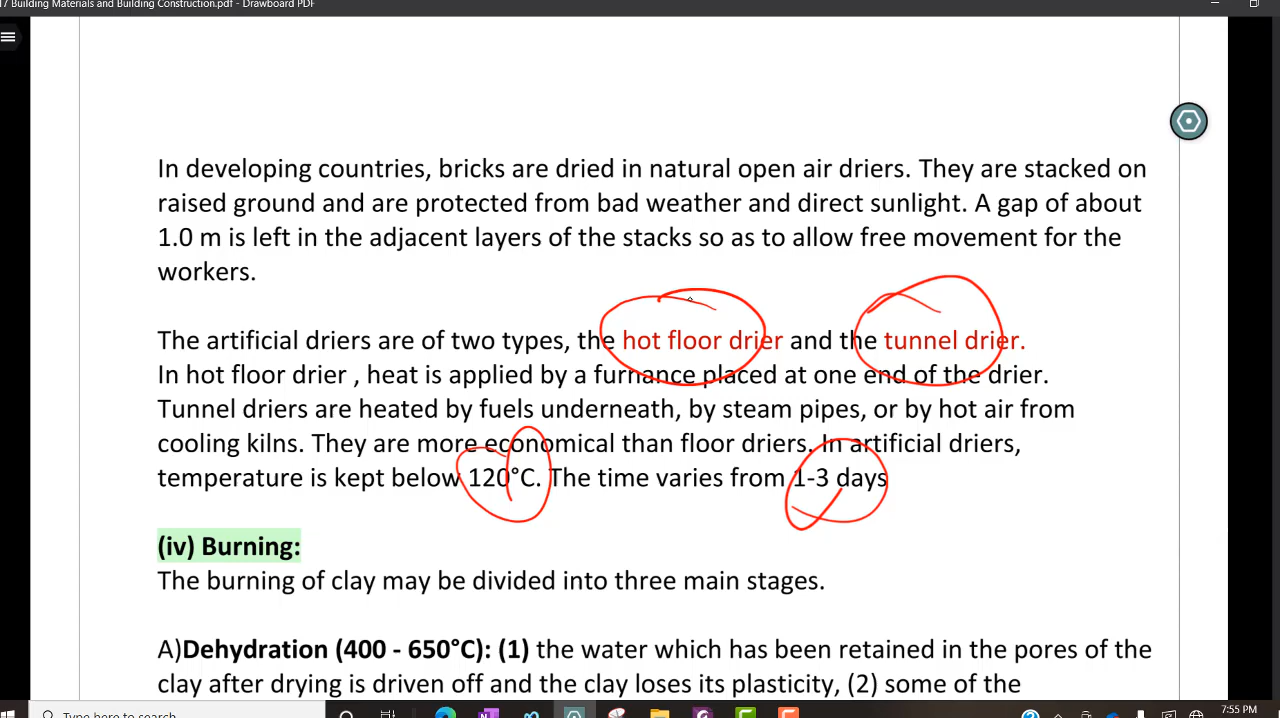 17 Building Materials and Building Construction.pdf - Drawboard PDF
In developing countries, bricks are dried in natural open air driers. They are stacked on
raised ground and are protected from bad weather and direct sunlight. A gap of about
1.0 m is left in the adjacent layers of the stacks so as to allow free movement for the
workers.
The artificial driers are of two types, the hot floor drier and the tunnel drier.
In hot floor drier , heat is applied by a furnance placed at one end of the drier.
Tunnel driers are heated by fuels underneath, by steam pipes, or by hot air from
cooling kilns. They are more economical than floor driers. In artificial driers,
temperature is kept below 120°C. The time varies from 1-3 days
(iv) Burning:
The burning of clay may be divided into three main stages.
A)Dehydration (400 - 650°C): (1) the water which has been retained in the pores of the
clay after drying is driven off and the clay loses its plasticity, (2) some of the
Type here to search
7:55 PM